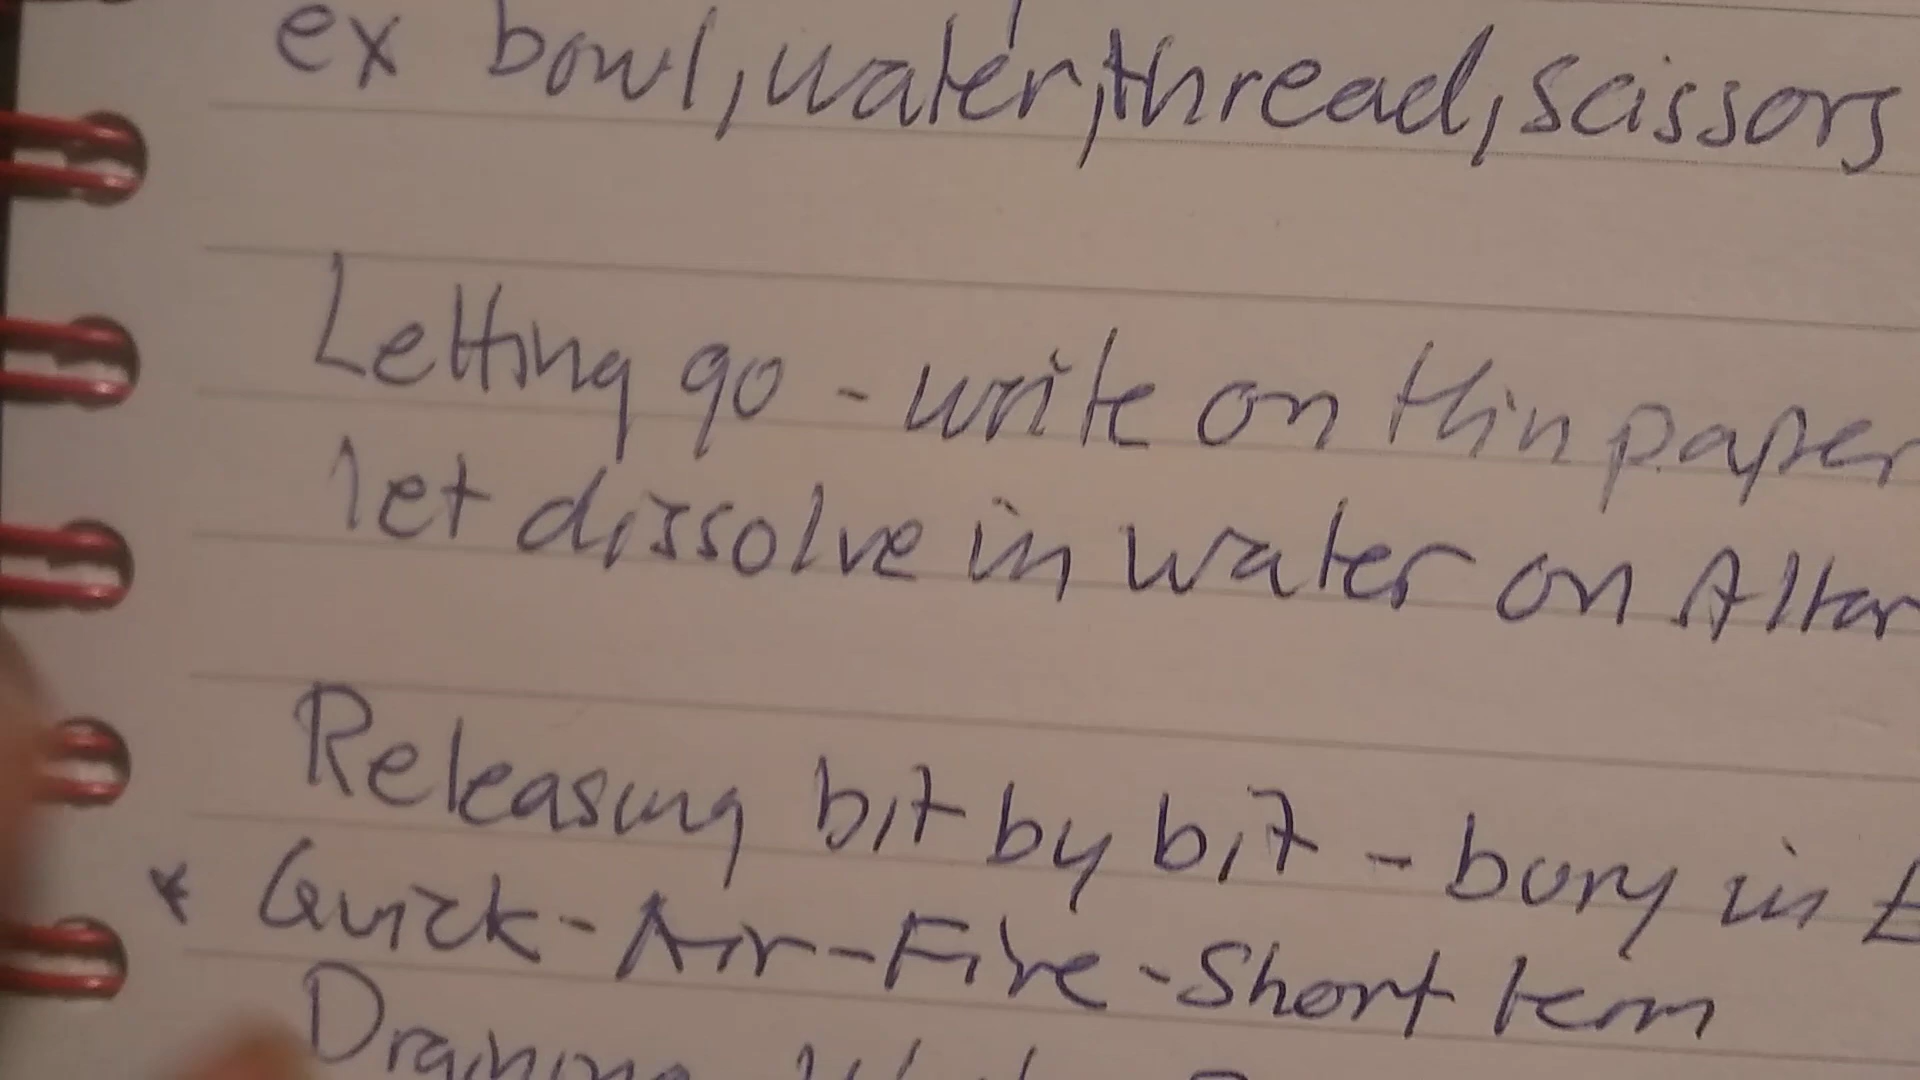 ex bowl, water, thread, scissors
Letting go - write on thin paper
let dissolve in water on Altar
Releasing bit by bit - bury in E
* Quick - Air - Fire - Short term
Draining